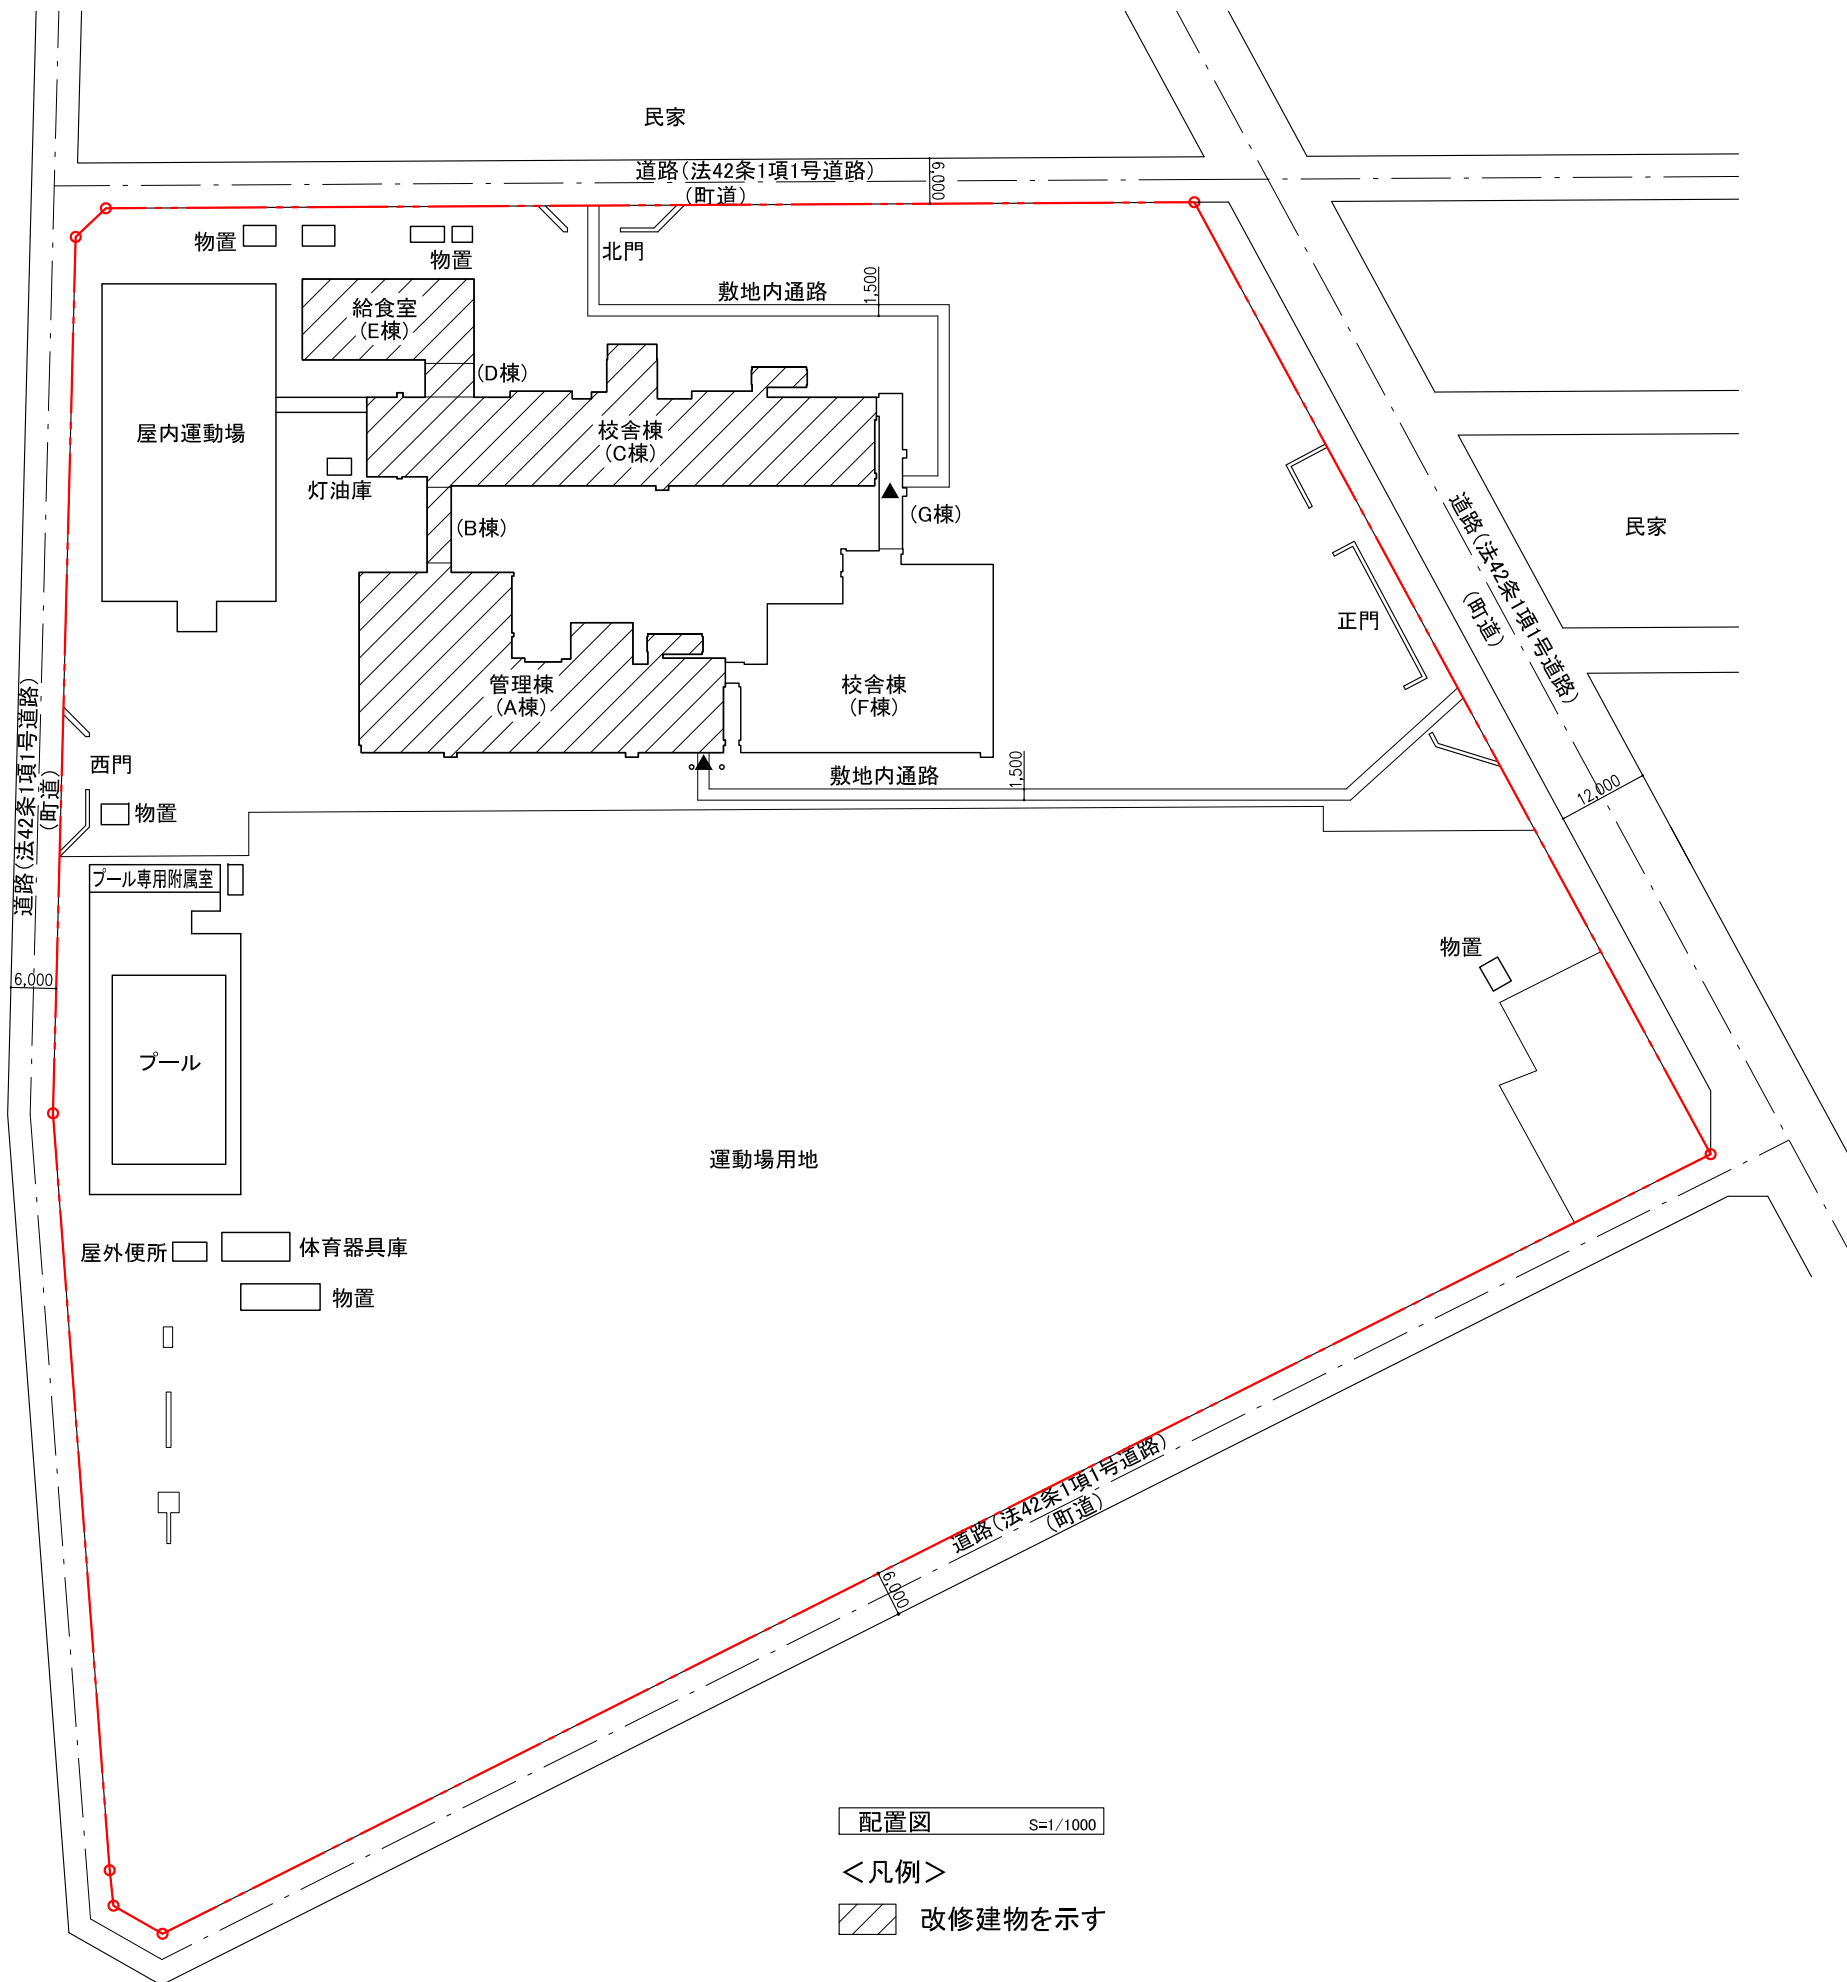 民家
道路(法42条1項1号道路)
(町道)
6,000
物置
物置
北門
敷地内通路
1,500
給食室
(E棟)
(D棟)
屋内運動場
校舎棟
(C棟)
灯油庫
(B棟)
(G棟)
道路(法42条1項1号道路)
(町道)
民家
正門
管理棟
(A棟)
校舎棟
(F棟)
道路(法42条1項1号道路)
(町道)
西門
物置
敷地内通路
1,500
12,000
プール専用附属室
6,000
物置
プール
運動場用地
屋外便所
体育器具庫
物置
道路(法42条1項1号道路)
(町道)
6,000
配置図 S=1/1000
<凡例>
改修建物を示す